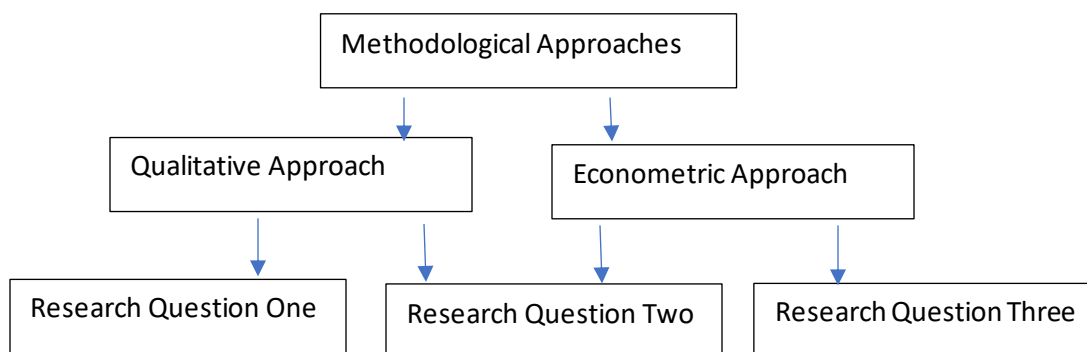 Methodological Approaches
Qualitative Approach
Econometric Approach
Research Question One
Research Question Two
Research Question Three